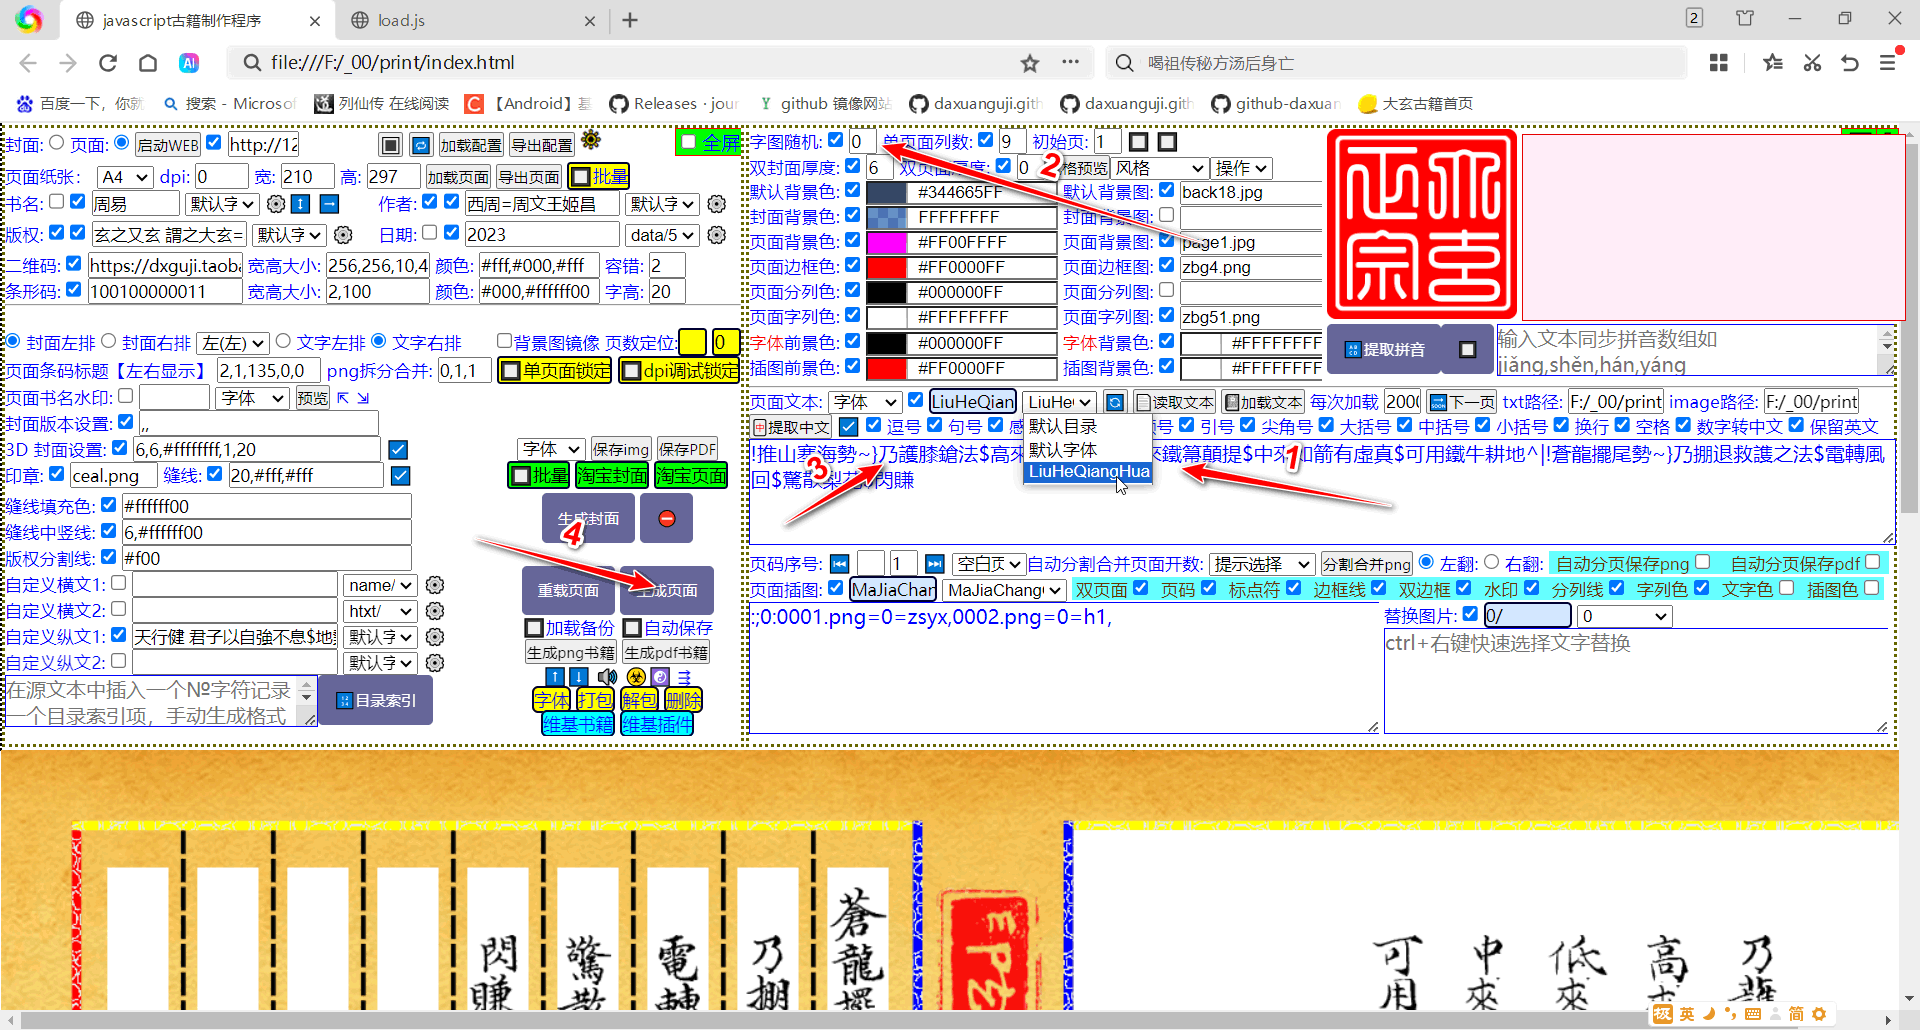 javascript古籍制作程序
load.js
2
file:///F:/_00/print/index.html
喝祖传秘方汤后身亡
百度一下，你就
搜索 - Microsof
列仙传 在线阅读
【Android】基
Releases · jour
github 镜像网站
daxuanguji.gith
daxuanguji.gith
github-daxuan
大玄古籍首页
封面: 页面: 启动WEB http://12 加载配置 导出配置 全屏
页面纸张: A4 dpi: 0 宽: 210 高: 297 加载页面 导出页面 批量
书名: 周易 默认字 作者: 西周=周文王姬昌 默认字
版权: 玄之又玄 謂之大玄= 默认字 日期: 2023 data/5
二维码: https://dxguji.taoba 宽高大小: 256,256,10,4 颜色: #fff,#000,#fff 容错: 2
条形码: 100100000011 宽高大小: 2,100 颜色: #000,#ffffff00 字高: 20
封面左排 封面右排 左(左) 文字左排 文字右排 背景图镜像 页数定位: 0
页面条码标题【左右显示】 2,1,135,0,0 png拆分合并: 0,1,1 单页面锁定 dpi调试锁定
页面书名水印: 字体 预览
封面版本设置: ,,
3D 封面设置: 6,6,#ffffffff,1,20 字体 保存img 保存PDF
印章: ceal.png 缝线: 20,#fff,#fff 批量 淘宝封面 淘宝页面
缝线填充色: #ffffff00 生成封面
缝线中竖线: 6,#ffffff00 4
版权分割线: #f00
自定义横文1: name/ 重载页面 生成页面
自定义横文2: htxt/ 加载备份 自动保存
自定义纵文1: 天行健 君子以自強不息$地 默认字 生成png书籍 生成pdf书籍
自定义纵文2: 默认字
在源文本中插入一个№字符记录
一个目录索引项，手动生成格式
目录索引
字体 打包 解包 删除
维基书籍 维基插件
字图随机: 0 单页面列数: 9 初始页: 1
双封面厚度: 6 双页面厚度: 0 格预览 风格 操作
2
默认背景色: #344665FF 默认背景图: back18.jpg
封面背景色: FFFFFFFF 封面背景图:
页面背景色: #FF00FFFF 页面背景图: page1.jpg
页面边框色: #FF0000FF 页面边框图: zbg4.png
页面分列色: #000000FF 页面分列图:
页面字列色: #FFFFFFFF 页面字列图: zbg51.png
字体前景色: #000000FF 字体背景色: #FFFFFFFF
插图前景色: #FF0000FF 插图背景色: #FFFFFFFF
提取拼音
输入文本同步拼音数组如
jiǎng,shěn,hán,yáng
页面文本: 字体 LiuHeQian LiuHe 读取文本 加载文本 每次加载 2000 下一页 txt路径: F:/_00/print image路径: F:/_00/print
提取中文 逗号 句号 引号 尖角号 大括号 中括号 小括号 换行 空格 数字转中文 保留英文
默认目录
默认字体
LiuHeQiangHua
!推山塞海勢~}乃護膝鎗法$高來 來鐵篙顛提$中來如箭有虛真$可用鐵牛耕地^|!蒼龍擺尾勢~}乃掤退救護之法$電轉風
回$驚散梨花 閃賺
3
1
页码序号: 1 空白页 自动分割合并页面开数: 提示选择 分割合并png 左翻: 右翻: 自动分页保存png 自动分页保存pdf
页面插图: MaJiaChan MaJiaChang 双页面 页码 标点符 边框线 双边框 水印 分列线 字列色 文字色 插图色
:;0:0001.png=0=zsyx,0002.png=0=h1,
替换图片: 0/ 0
ctrl+右键快速选择文字替换
乃護
高來
低來
中來
可用
蒼龍擺
乃掤
電轉
驚散
閃賺
英 简